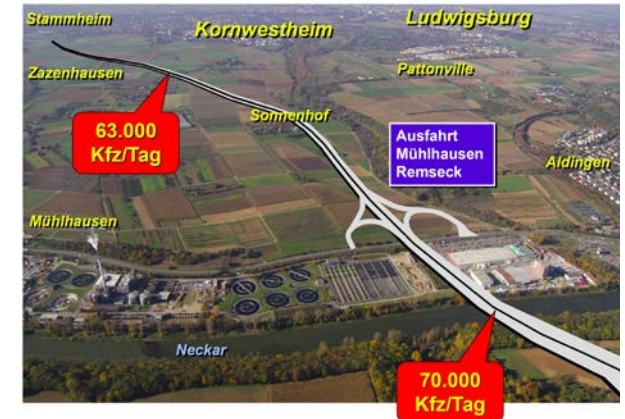 Stammheim
Kornwestheim
Ludwigsburg
Zazenhausen
Pattonville
63.000
Kfz/Tag
Sonnenhof
Ausfahrt
Mühlhausen
Remseck
Aldingen
Mühlhausen
Neckar
70.000
Kfz/Tag